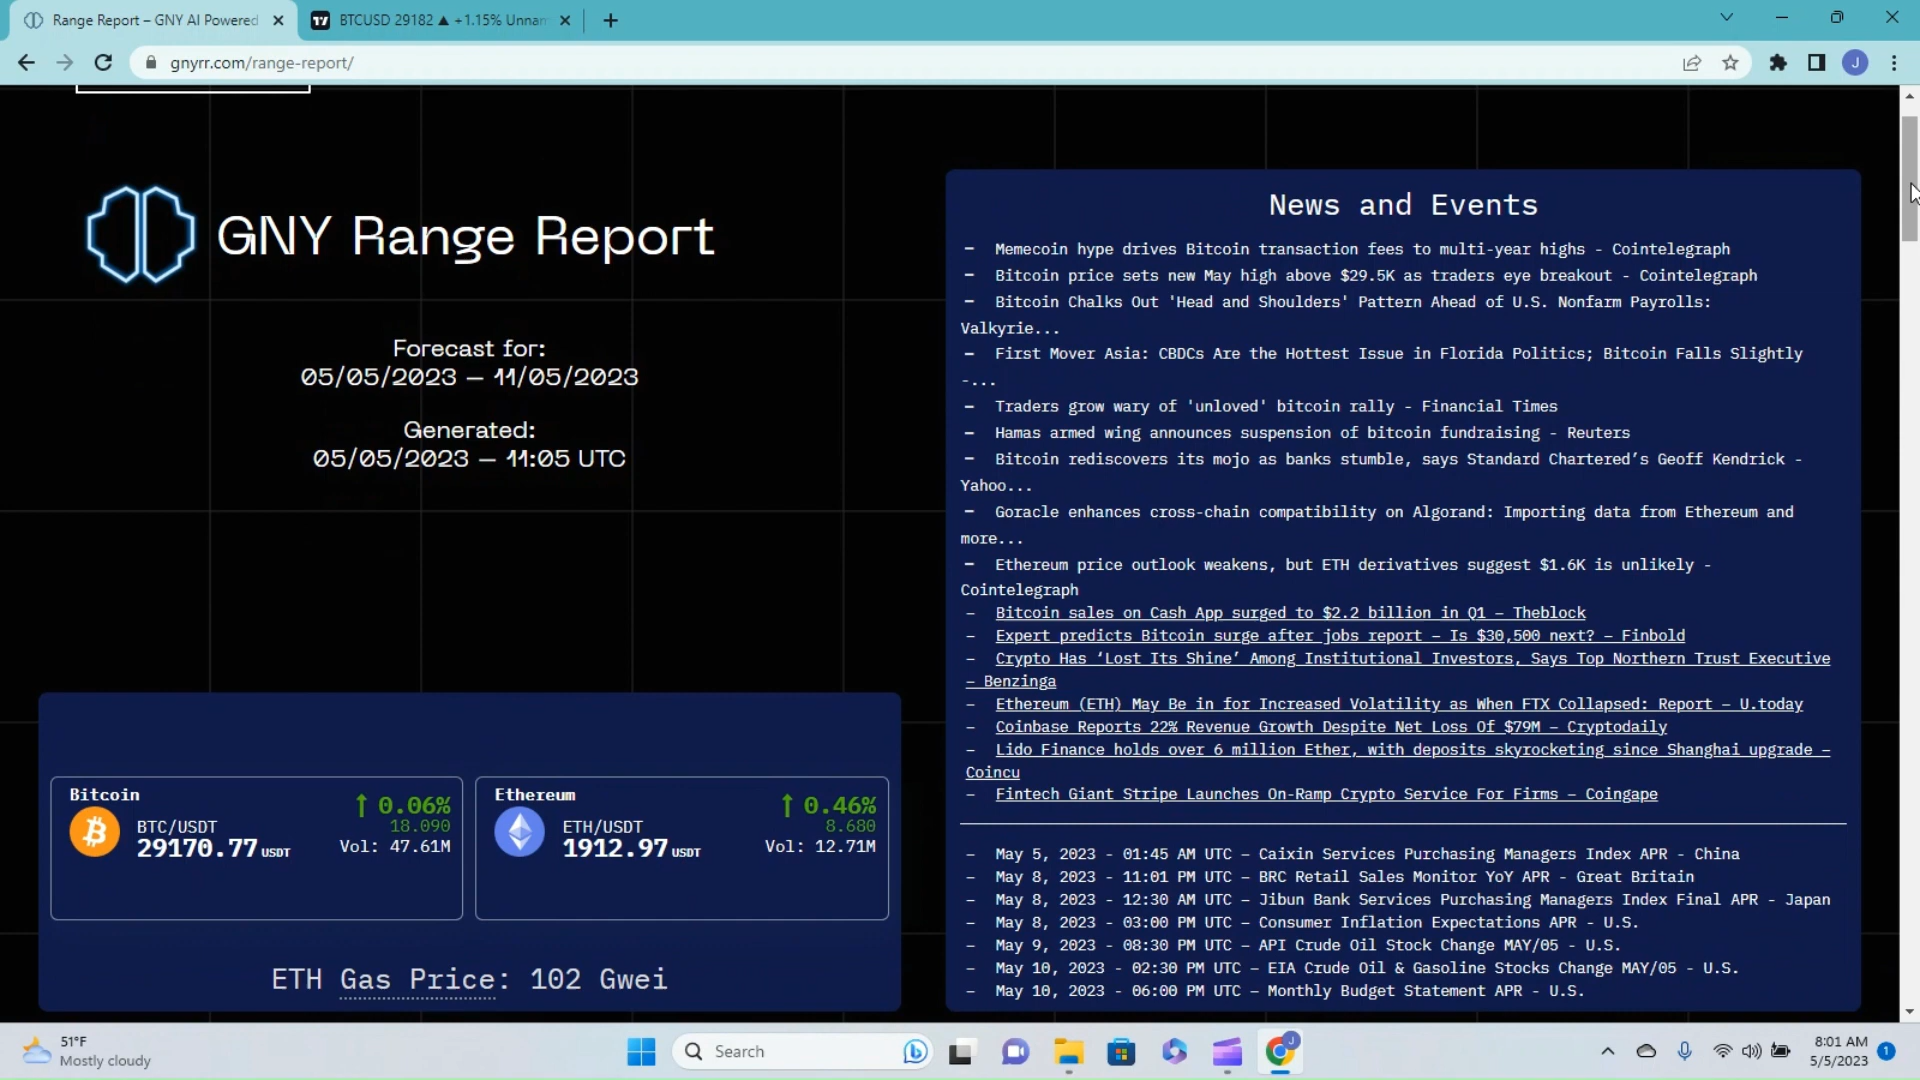 Range Report – GNY AI Powered
BTCUSD 29182 ▲ +1.15% Unnam
gnyrr.com/range-report/
J
GNY Range Report
Forecast for:
05/05/2023 – 11/05/2023
Generated:
05/05/2023 – 11:05 UTC
Bitcoin
↑ 0.06%
BTC/USDT
18.090
29170.77 USDT
Vol: 47.61M
Ethereum
↑ 0.46%
ETH/USDT
8.680
1912.97 USDT
Vol: 12.71M
ETH Gas Price: 102 Gwei
News and Events
– Memecoin hype drives Bitcoin transaction fees to multi-year highs - Cointelegraph
– Bitcoin price sets new May high above $29.5K as traders eye breakout - Cointelegraph
– Bitcoin Chalks Out 'Head and Shoulders' Pattern Ahead of U.S. Nonfarm Payrolls:
Valkyrie...
– First Mover Asia: CBDCs Are the Hottest Issue in Florida Politics; Bitcoin Falls Slightly
-...
– Traders grow wary of 'unloved' bitcoin rally - Financial Times
– Hamas armed wing announces suspension of bitcoin fundraising - Reuters
– Bitcoin rediscovers its mojo as banks stumble, says Standard Chartered’s Geoff Kendrick -
Yahoo...
– Goracle enhances cross-chain compatibility on Algorand: Importing data from Ethereum and
more...
– Ethereum price outlook weakens, but ETH derivatives suggest $1.6K is unlikely -
Cointelegraph
– Bitcoin sales on Cash App surged to $2.2 billion in Q1 – Theblock
– Expert predicts Bitcoin surge after jobs report – Is $30,500 next? – Finbold
– Crypto Has ‘Lost Its Shine’ Among Institutional Investors, Says Top Northern Trust Executive
– Benzinga
– Ethereum (ETH) May Be in for Increased Volatility as When FTX Collapsed: Report – U.today
– Coinbase Reports 22% Revenue Growth Despite Net Loss Of $79M – Cryptodaily
– Lido Finance holds over 6 million Ether, with deposits skyrocketing since Shanghai upgrade –
Coincu
– Fintech Giant Stripe Launches On-Ramp Crypto Service For Firms – Coingape
– May 5, 2023 - 01:45 AM UTC – Caixin Services Purchasing Managers Index APR - China
– May 8, 2023 - 11:01 PM UTC – BRC Retail Sales Monitor YoY APR - Great Britain
– May 8, 2023 - 12:30 AM UTC – Jibun Bank Services Purchasing Managers Index Final APR - Japan
– May 8, 2023 - 03:00 PM UTC – Consumer Inflation Expectations APR - U.S.
– May 9, 2023 - 08:30 PM UTC – API Crude Oil Stock Change MAY/05 - U.S.
– May 10, 2023 - 02:30 PM UTC – EIA Crude Oil & Gasoline Stocks Change MAY/05 - U.S.
– May 10, 2023 - 06:00 PM UTC – Monthly Budget Statement APR - U.S.
51°F
Mostly cloudy
Search
J
8:01 AM
5/5/2023
1